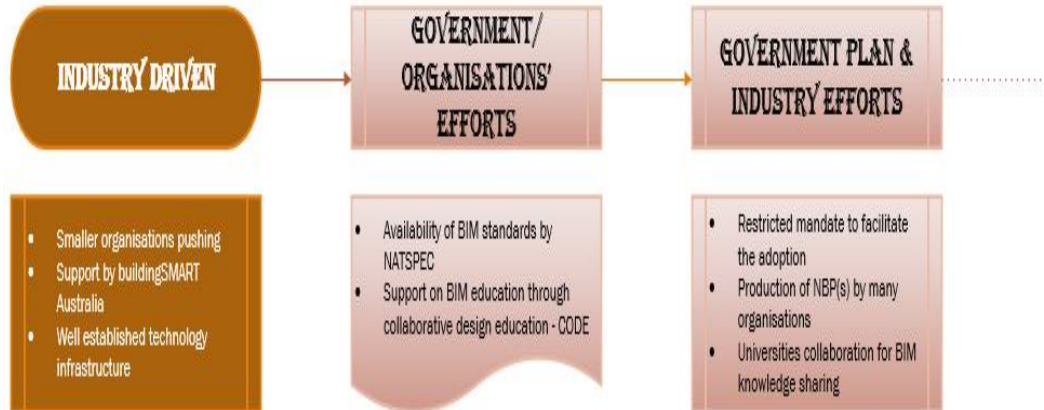 INDUSTRY DRIVEN
GOVERNMENT/
ORGANISATIONS'
EFFORTS
GOVERNMENT PLAN &
INDUSTRY EFFORTS
• Smaller organisations pushing
• Support by buildingSMART
Australia
• Well established technology
infrastructure
• Availability of BIM standards by
NATSPEC
• Support on BIM education through
collaborative design education - CODE
• Restricted mandate to facilitate
the adoption
• Production of NBP(s) by many
organisations
• Universities collaboration for BIM
knowledge sharing